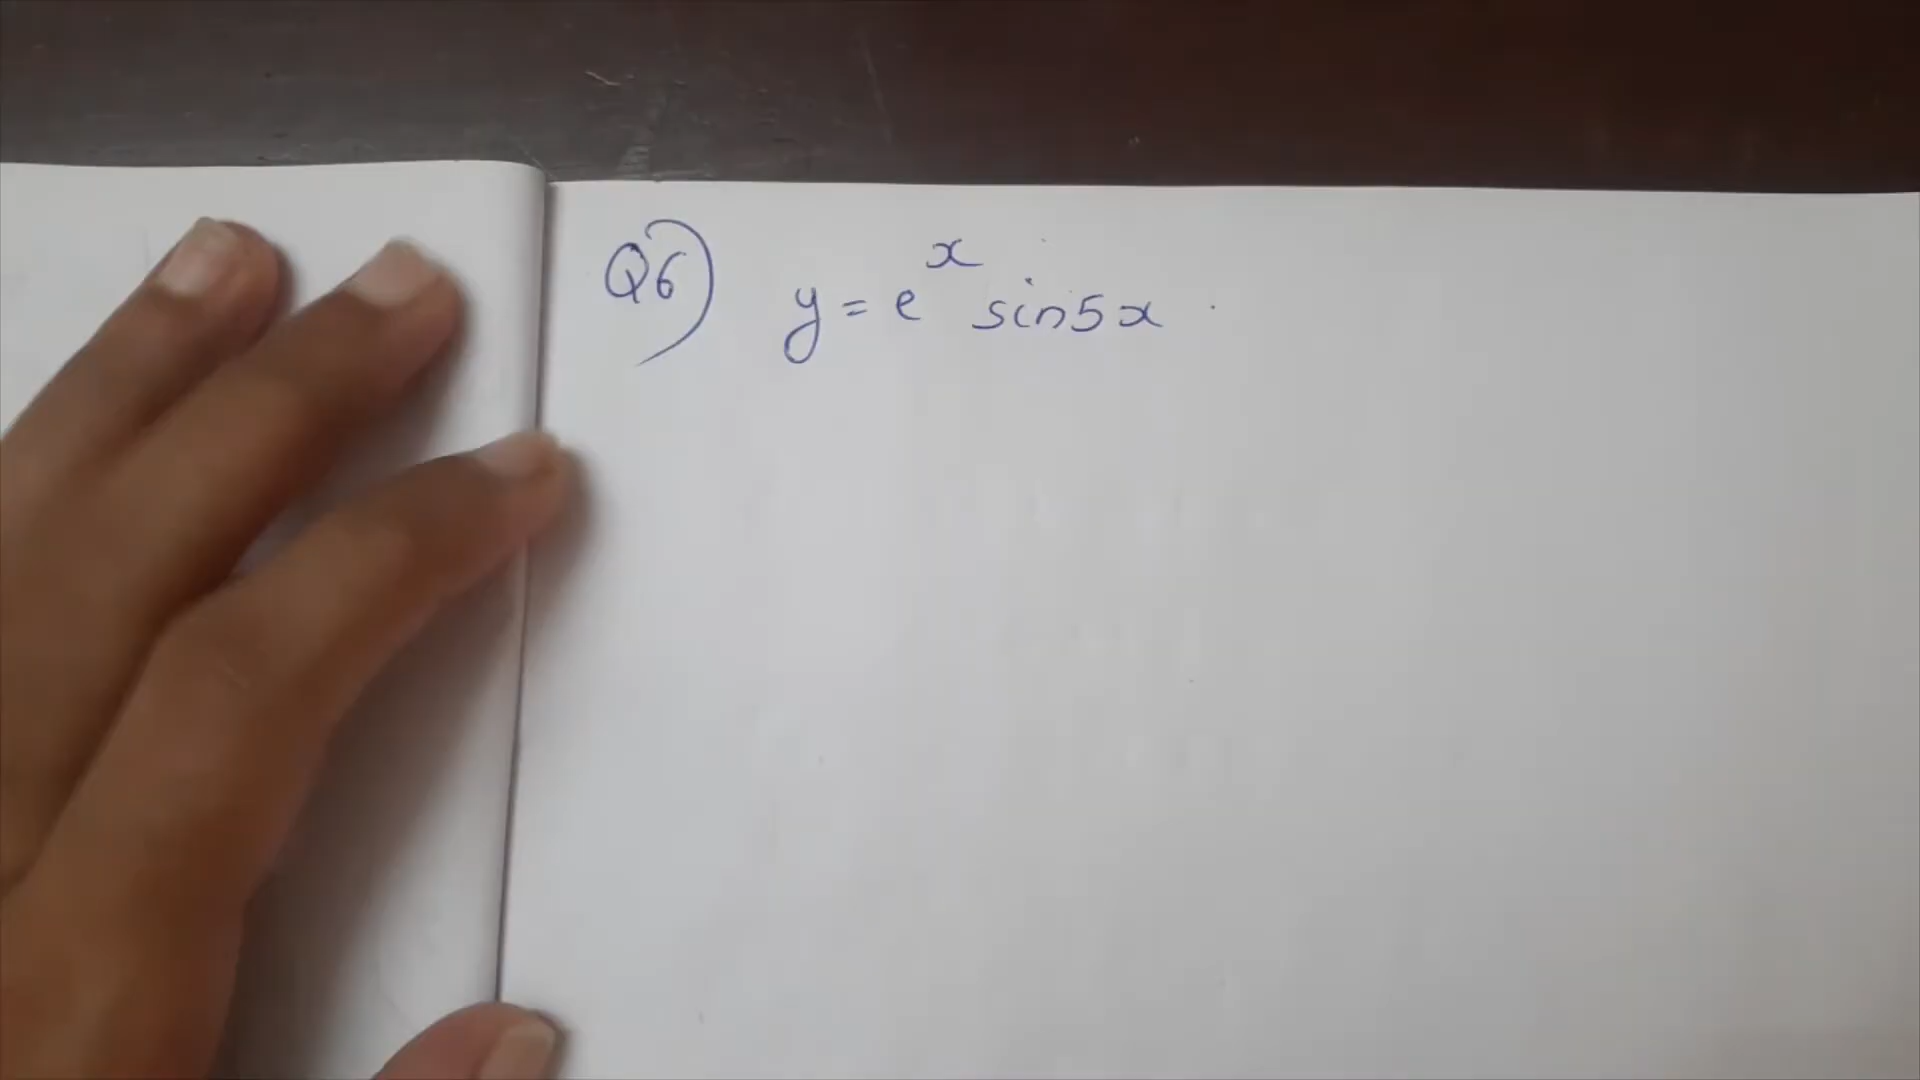 Q6) y = e^x sin5x